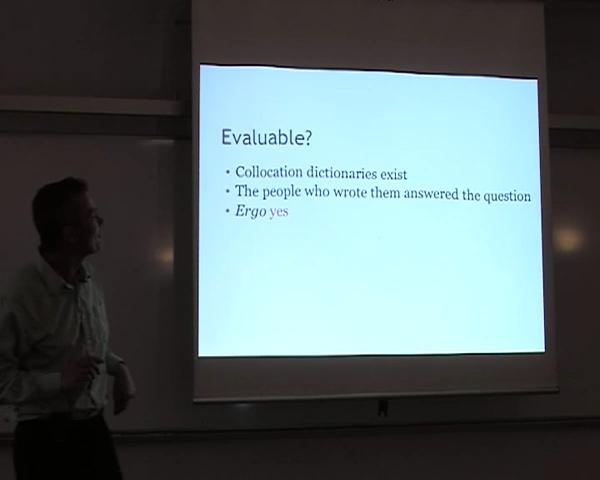 Evaluable?
• Collocation dictionaries exist
• The people who wrote them answered the question
• Ergo yes